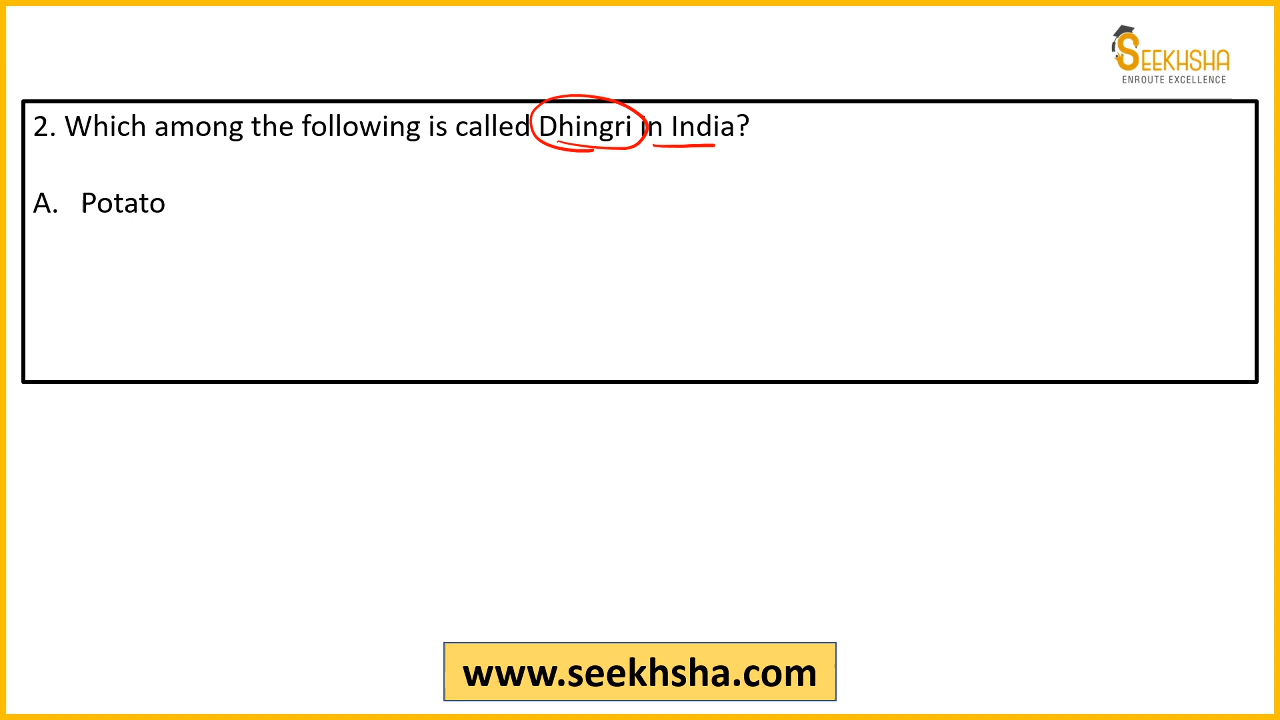 SEEKHSHA
ENROUTE EXCELLENCE
2. Which among the following is called Dhingri in India?
A. Potato
www.seekhsha.com